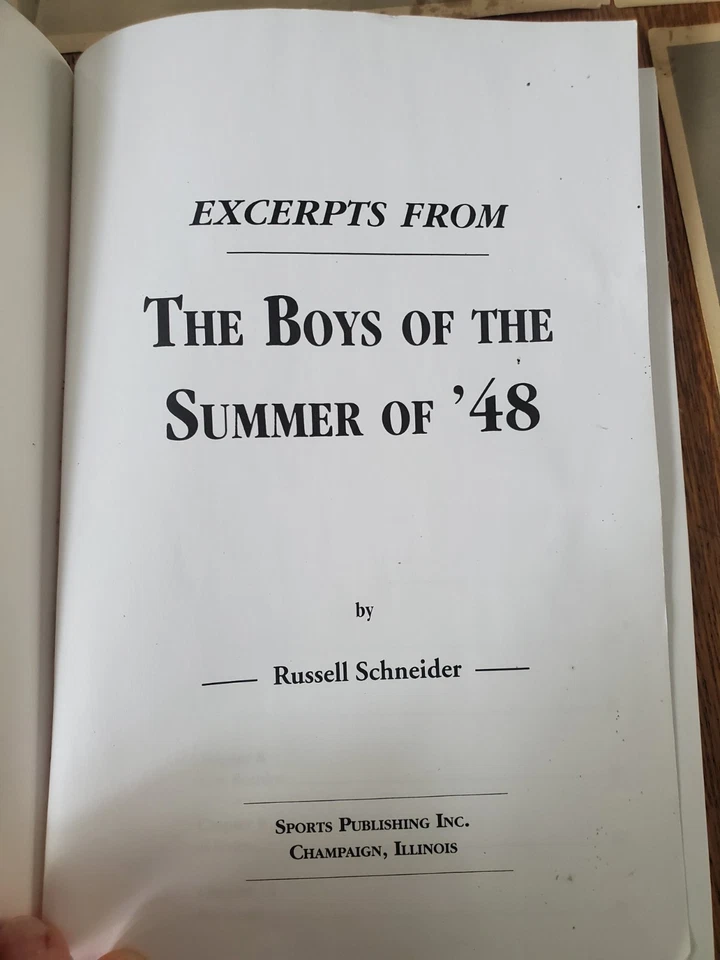 EXCERPTS FROM
THE BOYS OF THE
SUMMER OF ’48
by
Russell Schneider
SPORTS PUBLISHING INC.
CHAMPAIGN, ILLINOIS